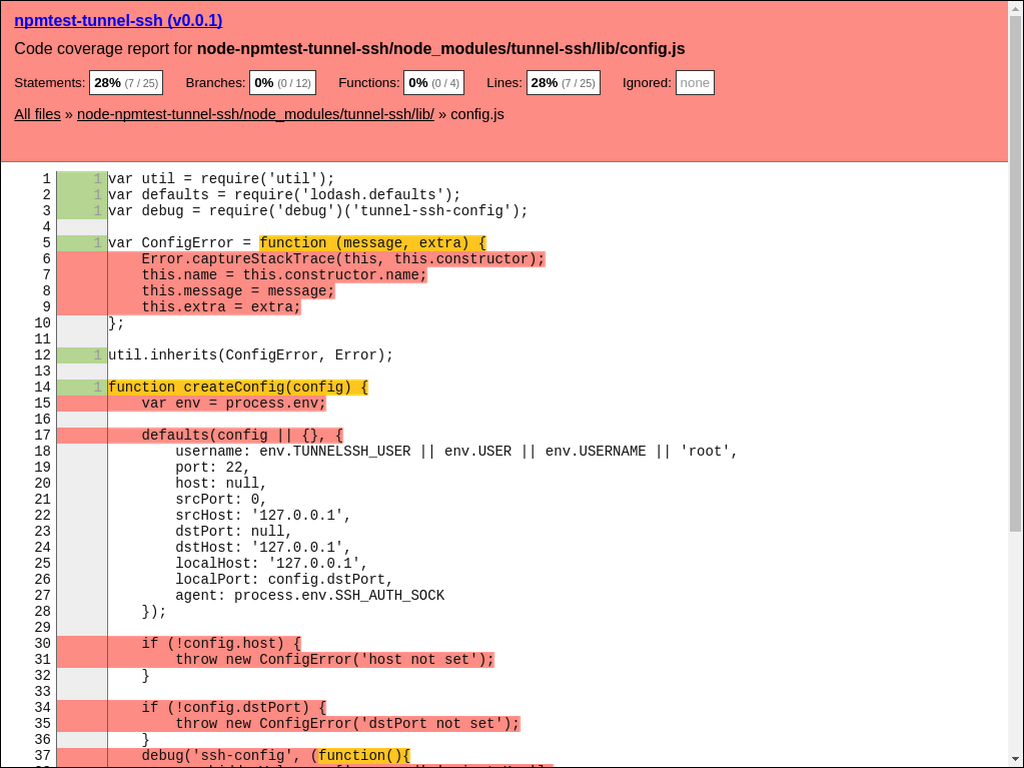 npmtest-tunnel-ssh (v0.0.1)
Code coverage report for node-npmtest-tunnel-ssh/node_modules/tunnel-ssh/lib/config.js
Statements: 28% (7 / 25) Branches: 0% (0 / 12) Functions: 0% (0 / 4) Lines: 28% (7 / 25) Ignored: none
All files » node-npmtest-tunnel-ssh/node_modules/tunnel-ssh/lib/ » config.js
1 1 var util = require('util');
2 1 var defaults = require('lodash.defaults');
3 1 var debug = require('debug')('tunnel-ssh-config');
4
5 1 var ConfigError = function (message, extra) {
6 Error.captureStackTrace(this, this.constructor);
7 this.name = this.constructor.name;
8 this.message = message;
9 this.extra = extra;
10 };
11
12 1 util.inherits(ConfigError, Error);
13
14 1 function createConfig(config) {
15 var env = process.env;
16
17 defaults(config || {}, {
18 username: env.TUNNELSSH_USER || env.USER || env.USERNAME || 'root',
19 port: 22,
20 host: null,
21 srcPort: 0,
22 srcHost: '127.0.0.1',
23 dstPort: null,
24 dstHost: '127.0.0.1',
25 localHost: '127.0.0.1',
26 localPort: config.dstPort,
27 agent: process.env.SSH_AUTH_SOCK
28 });
29
30 if (!config.host) {
31 throw new ConfigError('host not set');
32 }
33
34 if (!config.dstPort) {
35 throw new ConfigError('dstPort not set');
36 }
37 debug('ssh-config', (function(){